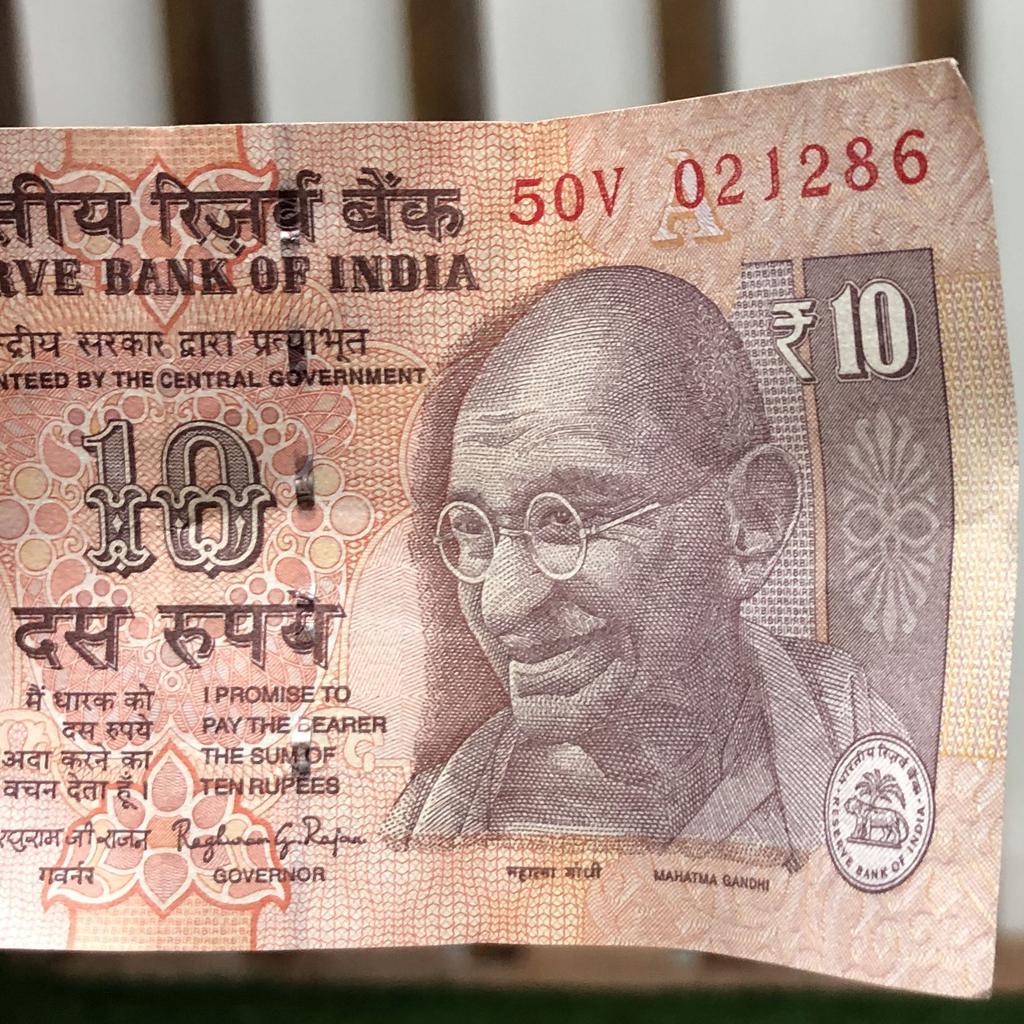 50V 021286
A
रिज़र्व बैंक
BANK OF INDIA
सरकार द्वारा प्रत्याभूत
BY THE CENTRAL GOVERNMENT
₹10
10
दस रुपये
मैं धारक को
दस रुपये
अदा करने का
वचन देता हूँ ।
I PROMISE TO
PAY THE BEARER
THE SUM OF
TEN RUPEES
रघुराम जी राजन
Raghuram G. Rajan
गवर्नर
GOVERNOR
महात्मा गांधी
MAHATMA GANDHI
भारतीय रिज़र्व बैंक
RESERVE BANK OF INDIA